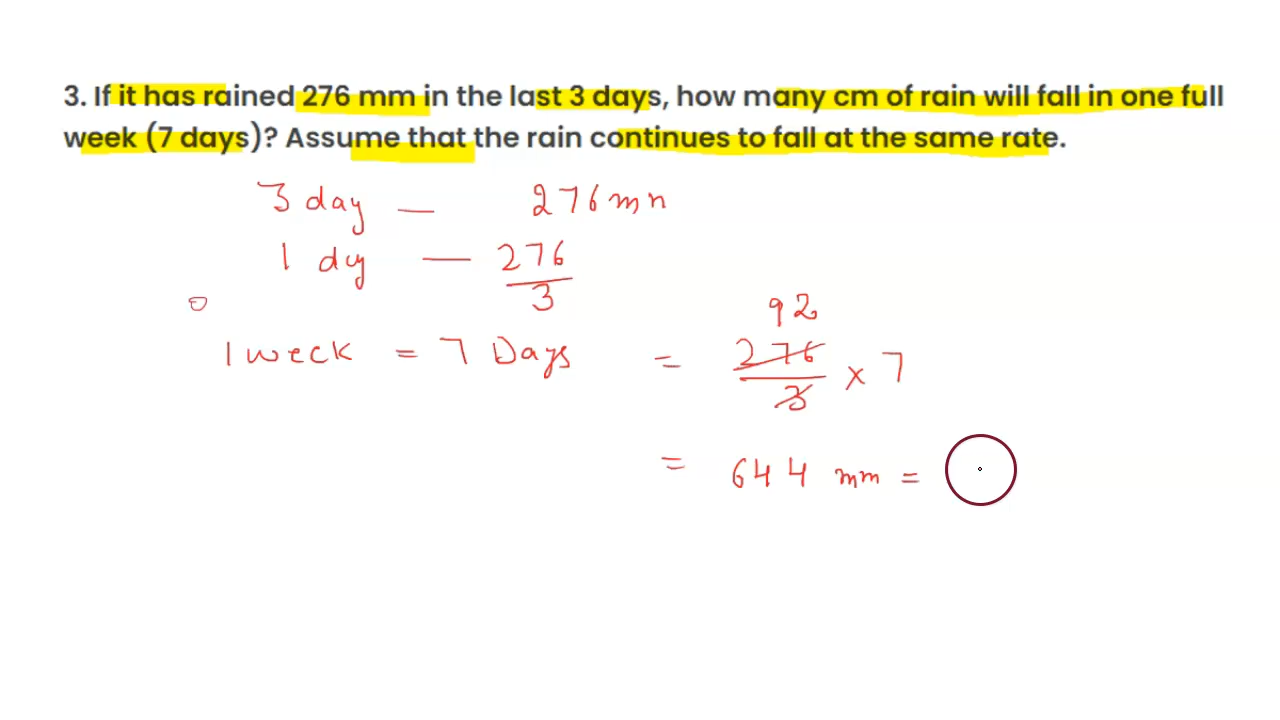 3. If it has rained 276 mm in the last 3 days, how many cm of rain will fall in one full
week (7 days)? Assume that the rain continues to fall at the same rate.
3 day — 276 mn
1 dy — 276/3
1 week = 7 Days = 276/3 x 7
92
= 644 mm =